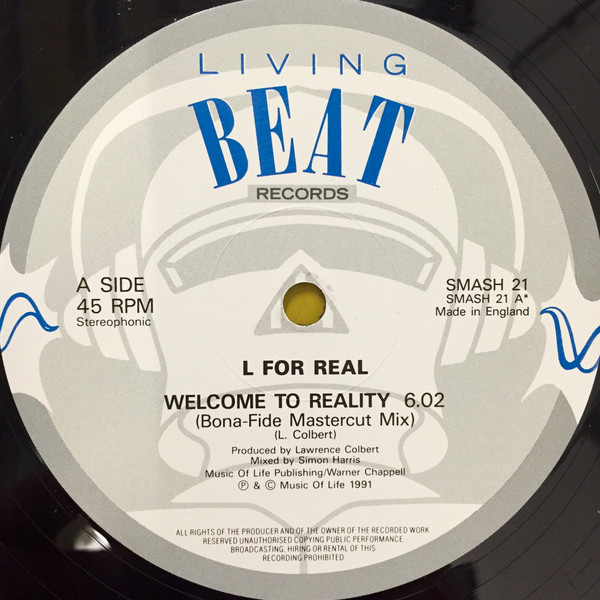 LIVING
BEAT
RECORDS
A SIDE
45 RPM
Stereophonic
SMASH 21
SMASH 21 A*
Made in England
L FOR REAL
WELCOME TO REALITY 6.02
(Bona-Fide Mastercut Mix)
(L. Colbert)
Produced by Lawrence Colbert
Mixed by Simon Harris
Music Of Life Publishing/Warner Chappell
℗ & © Music Of Life 1991
ALL RIGHTS OF THE PRODUCER AND OF THE OWNER OF THE RECORDED WORK
RESERVED UNAUTHORISED COPYING PUBLIC PERFORMANCE
BROADCASTING, HIRING OR RENTAL OF THIS
RECORDING PROHIBITED